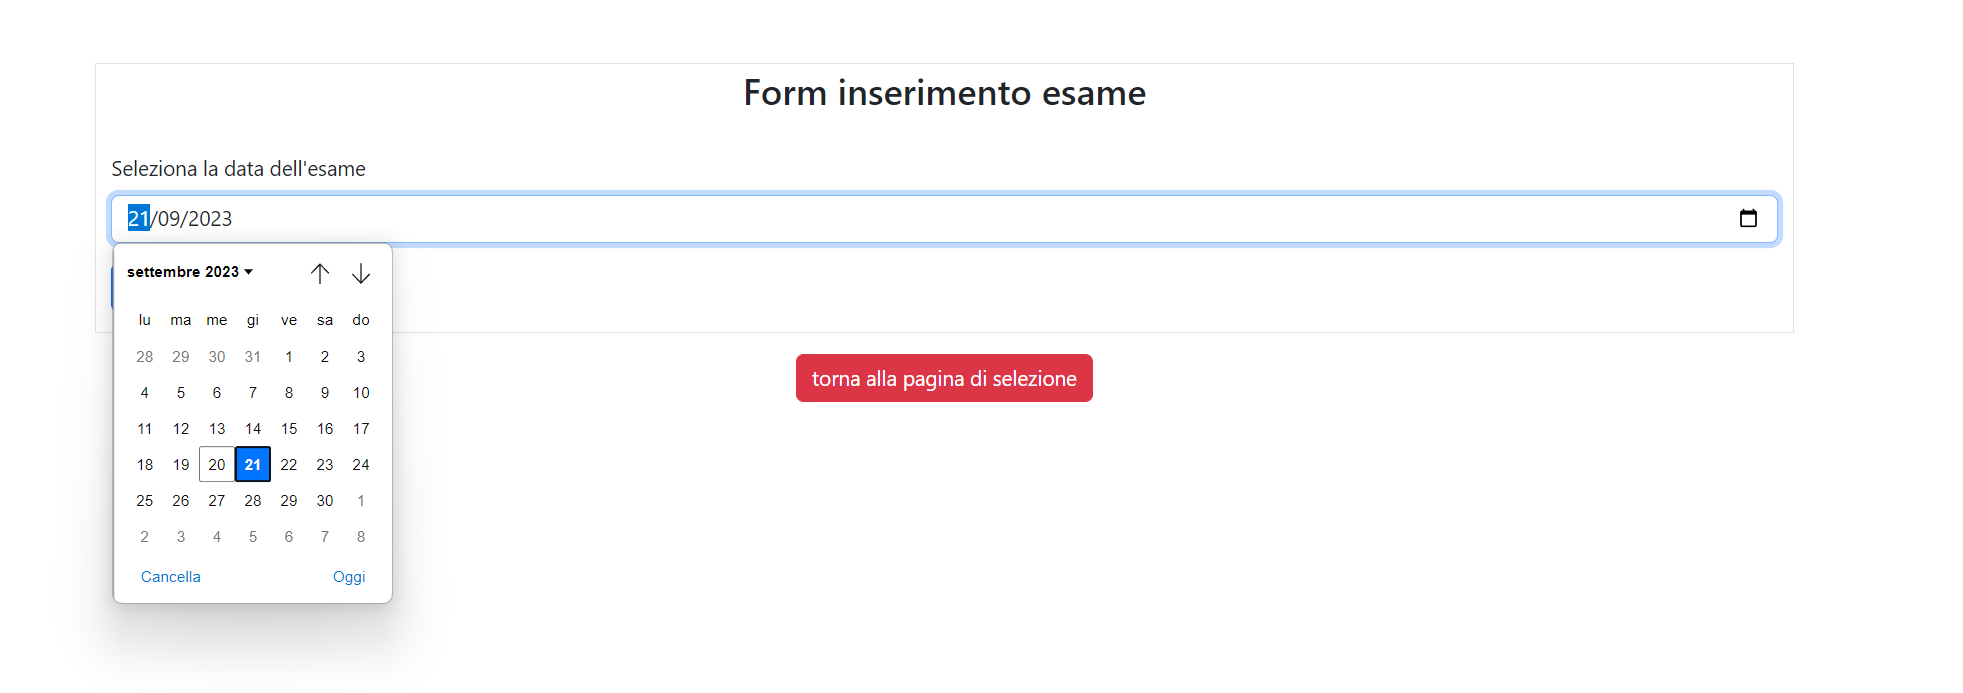 Form inserimento esame
Seleziona la data dell'esame
21/09/2023
settembre 2023
lu ma me gi ve sa do
28 29 30 31 1 2 3
4 5 6 7 8 9 10
11 12 13 14 15 16 17
18 19 20 21 22 23 24
25 26 27 28 29 30 1
2 3 4 5 6 7 8
Cancella Oggi
torna alla pagina di selezione